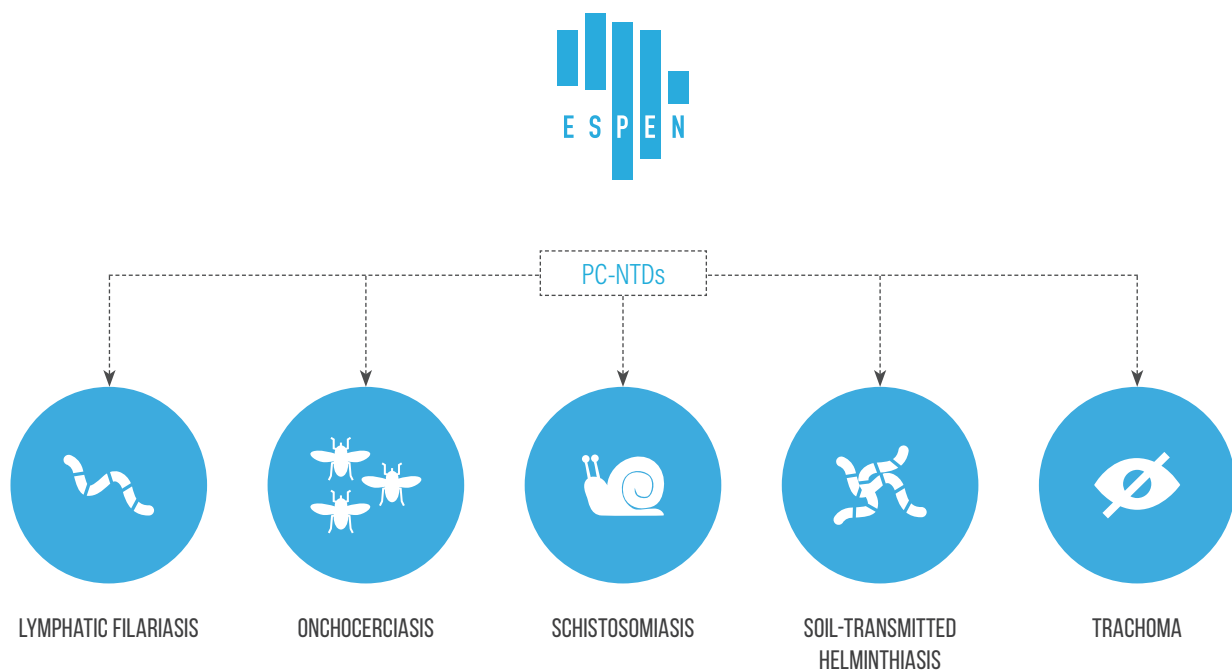 ESPEN
PC-NTDs
LYMPHATIC FILARIASIS
ONCHOCERCIASIS
SCHISTOSOMIASIS
SOIL-TRANSMITTED
HELMINTHIASIS
TRACHOMA